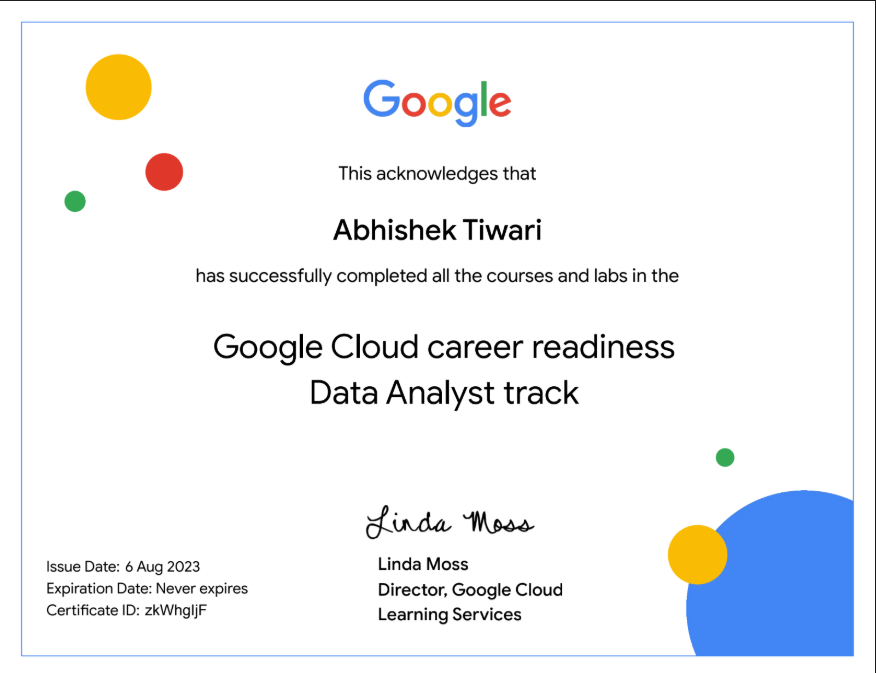 Google
This acknowledges that
Abhishek Tiwari
has successfully completed all the courses and labs in the
Google Cloud career readiness
Data Analyst track
Linda Moss
Linda Moss
Director, Google Cloud
Learning Services
Issue Date: 6 Aug 2023
Expiration Date: Never expires
Certificate ID: zkWhgIjF